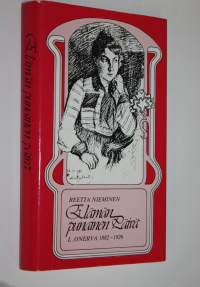 Elämän punainen päivä
REETTA NIEMINEN
Elämän
punainen Päivä
L. ONERVA 1882-1926